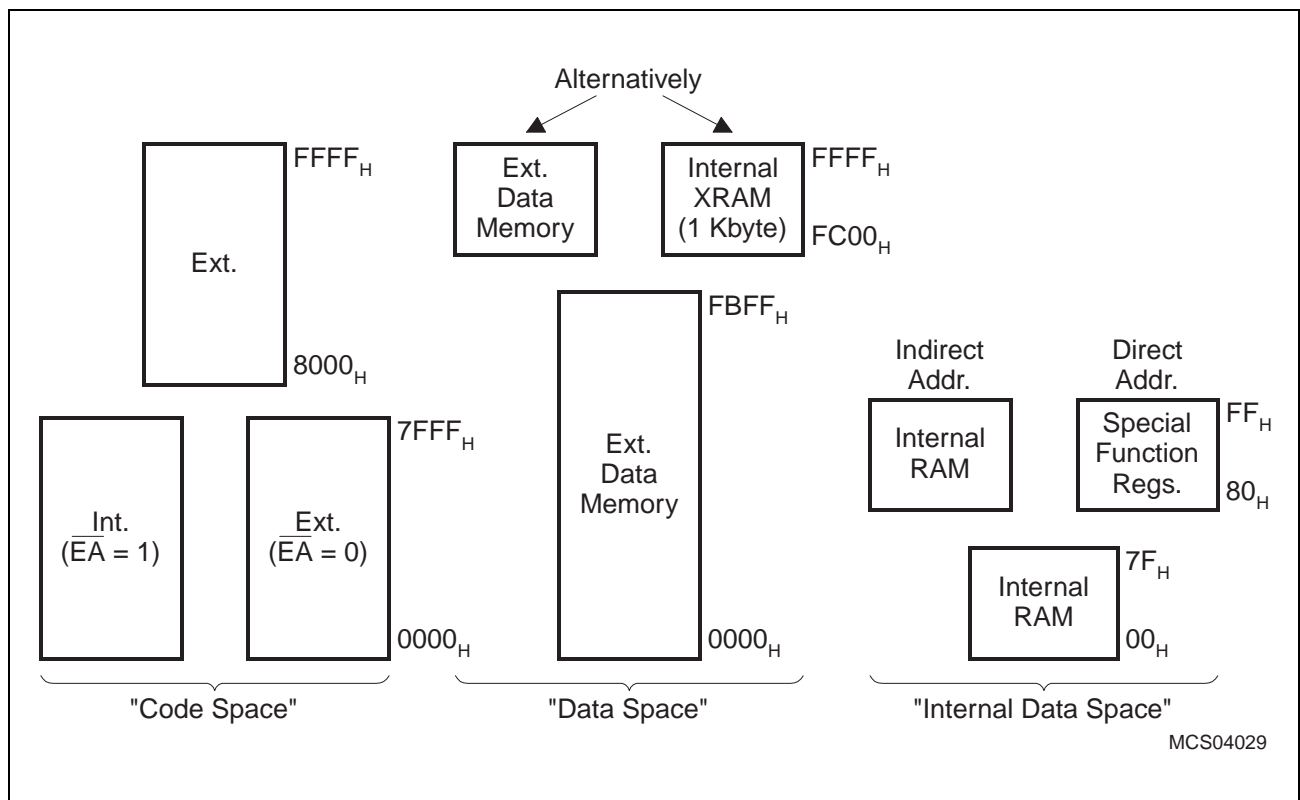 Alternatively
Ext.
FFFFH
8000H
Int.
(EA = 1)
Ext.
(EA = 0)
7FFFH
0000H
"Code Space"
Ext.
Data
Memory
Internal
XRAM
(1 Kbyte)
FFFFH
FC00H
Ext.
Data
Memory
FBFFH
0000H
"Data Space"
Indirect
Addr.
Internal
RAM
Direct
Addr.
Special
Function
Regs.
FFH
80H
Internal
RAM
7FH
00H
"Internal Data Space"
MCS04029